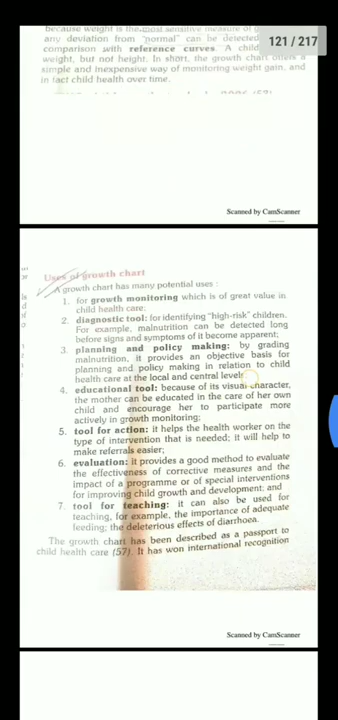 because weight is the most sensitive measure of
any deviation from "normal" can be detected
comparison with reference curves. A child
weight, but not height. In short, the growth chart offers a
simple and inexpensive way of monitoring weight gain, and
in fact child health over time.
121 / 217
Scanned by CamScanner
Uses of growth chart
A growth chart has many potential uses :
1. for growth monitoring which is of great value in
child health care;
2. diagnostic tool: for identifying "high-risk" children.
For example, malnutrition can be detected long
before signs and symptoms of it become apparent;
3. planning and policy making: by grading
malnutrition, it provides an objective basis for
planning and policy making in relation to child
health care at the local and central levels
4. educational tool: because of its visual character,
the mother can be educated in the care of her own
child and encourage her to participate more
actively in growth monitoring;
5. tool for action: it helps the health worker on the
type of intervention that is needed; it will help to
make referrals easier;
6. evaluation: it provides a good method to evaluate
the effectiveness of corrective measures and the
impact of a programme or of special interventions
for improving child growth and development; and
7. tool for teaching: it can also be used for
teaching, for example, the importance of adequate
feeding; the deleterious effects of diarrhoea.
The growth chart has been described as a passport to
child health care (57). It has won international recognition
Scanned by CamScanner